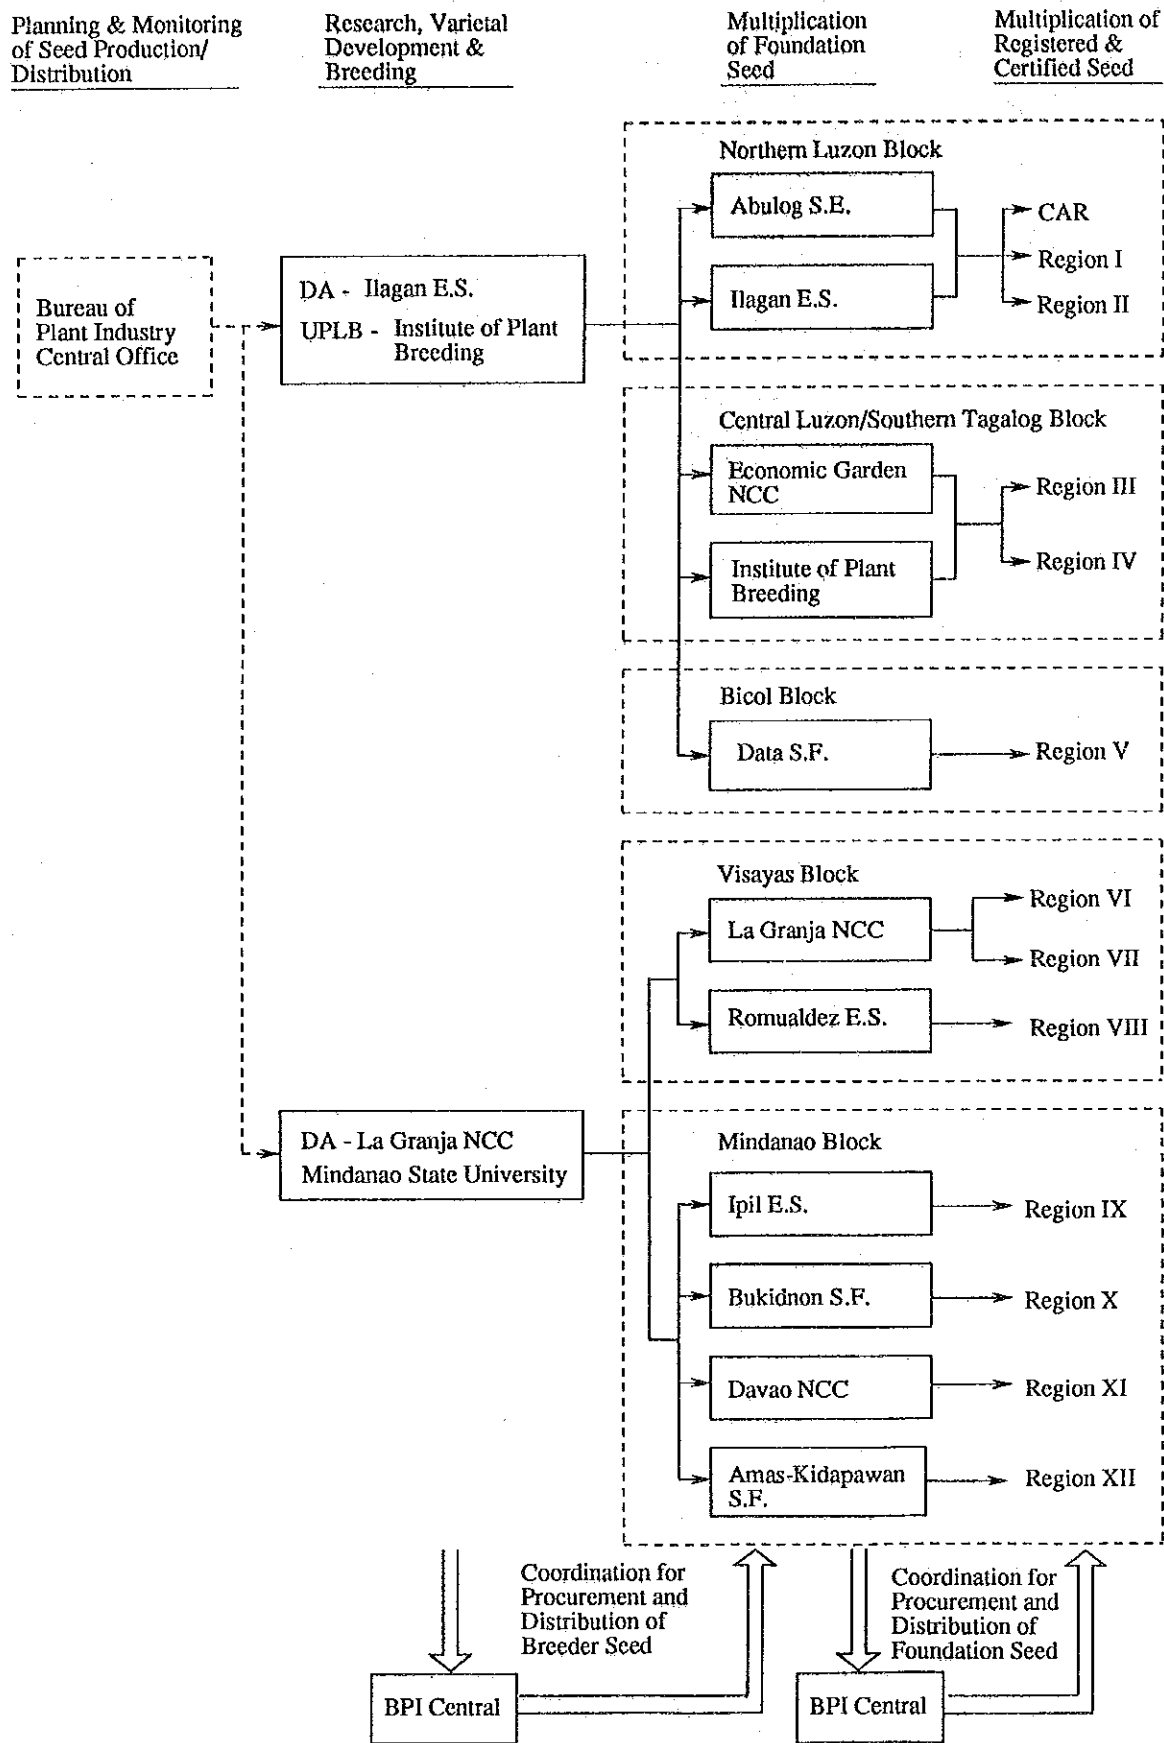 Planning & Monitoring
of Seed Production/
Distribution
Research, Varietal
Development &
Breeding
Multiplication
of Foundation
Seed
Multiplication of
Registered &
Certified Seed
Northern Luzon Block
Abulog S.E.
CAR
Region I
Ilagan E.S.
Region II
Bureau of
Plant Industry
Central Office
DA - Ilagan E.S.
UPLB - Institute of Plant
Breeding
Central Luzon/Southern Tagalog Block
Economic Garden
NCC
Region III
Institute of Plant
Breeding
Region IV
Bicol Block
Data S.F.
Region V
Visayas Block
La Granja NCC
Region VI
Region VII
Romualdez E.S.
Region VIII
DA - La Granja NCC
Mindanao State University
Mindanao Block
Ipil E.S.
Region IX
Bukidnon S.F.
Region X
Davao NCC
Region XI
Amas-Kidapawan
S.F.
Region XII
Coordination for
Procurement and
Distribution of
Breeder Seed
Coordination for
Procurement and
Distribution of
Foundation Seed
BPI Central
BPI Central